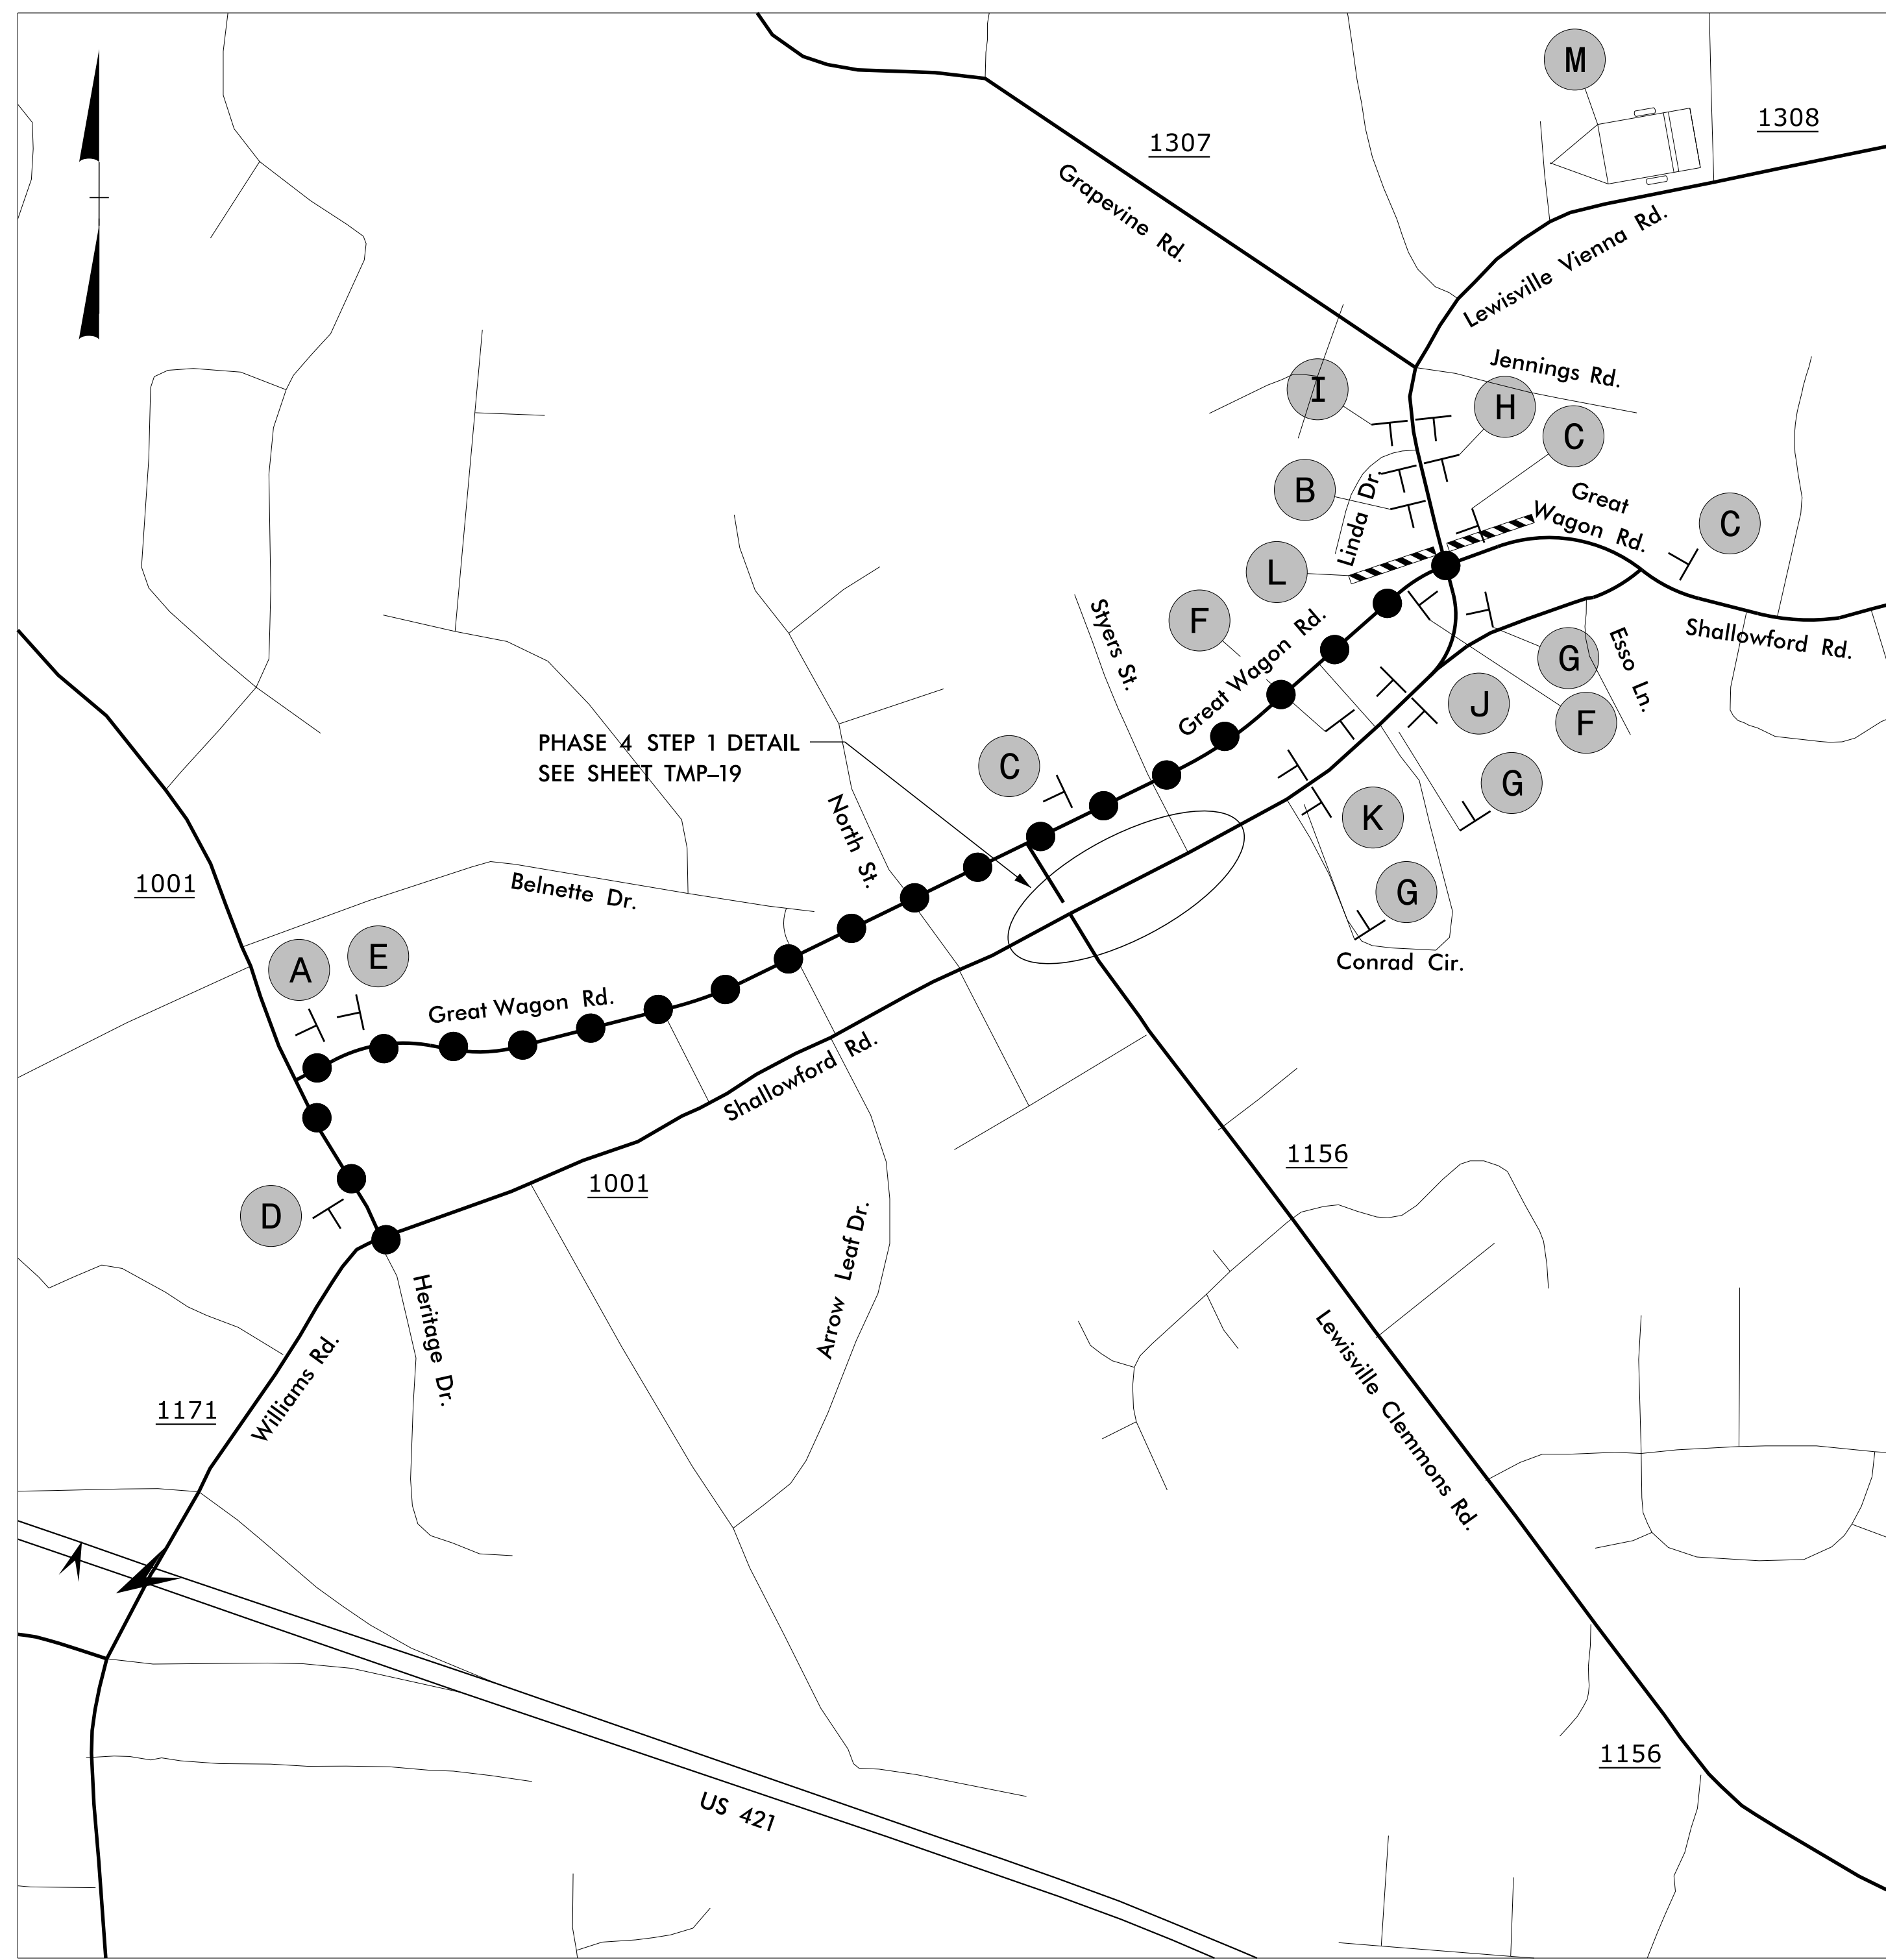 M
1308
1307
Grapevine Rd.
Lewisville Vienna Rd.
Jennings Rd.
I
H
C
B
Linda Dr.
Great
Wagon Rd.
C
L
F
Styers St.
Great Wagon Rd.
G
Esso Ln.
Shallowford Rd.
J
F
PHASE 4 STEP 1 DETAIL
SEE SHEET TMP–19
C
G
North St.
K
1001
Belnette Dr.
G
A
E
Conrad Cir.
Great Wagon Rd.
Shallowford Rd.
1156
1001
D
Arrow Leaf Dr.
Heritage Dr.
Williams Rd.
1171
Lewisville Clemmons Rd.
1156
US 421